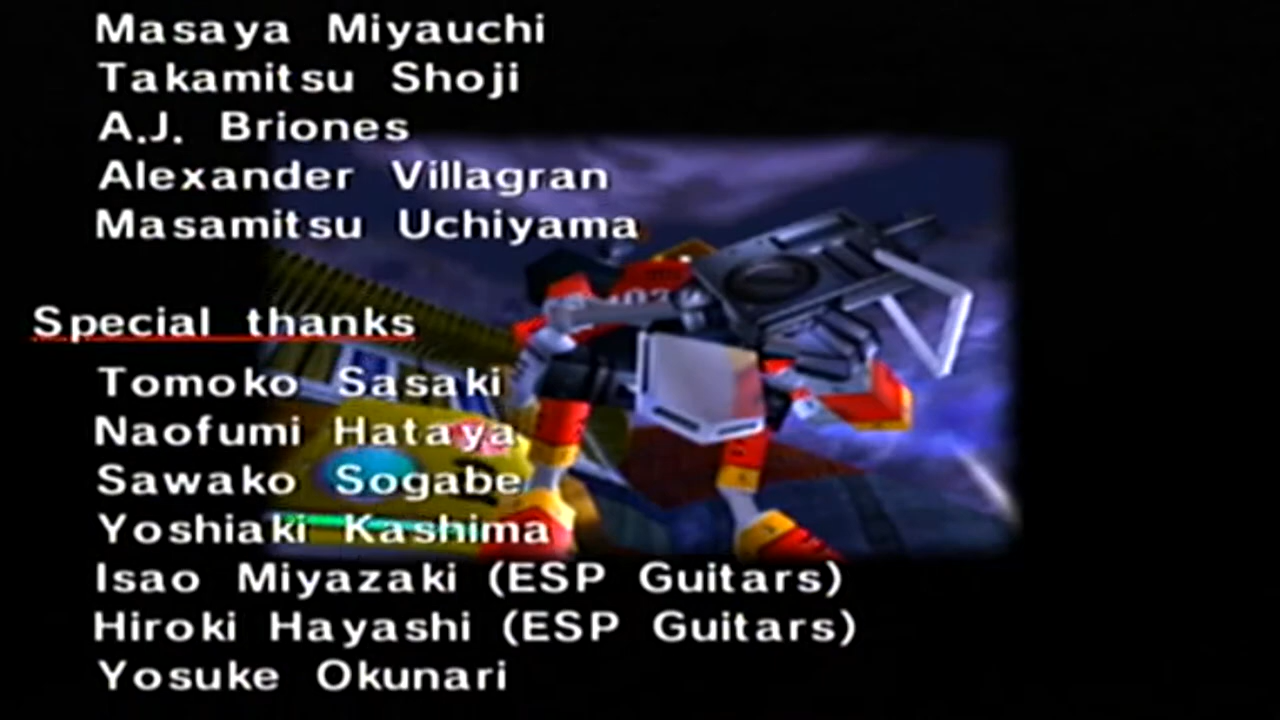 Masaya Miyauchi
Takamitsu Shoji
A.J. Briones
Alexander Villagran
Masamitsu Uchiyama
Special thanks
Tomoko Sasaki
Naofumi Hataya
Sawako Sogabe
Yoshiaki Kashima
Isao Miyazaki (ESP Guitars)
Hiroki Hayashi (ESP Guitars)
Yosuke Okunari